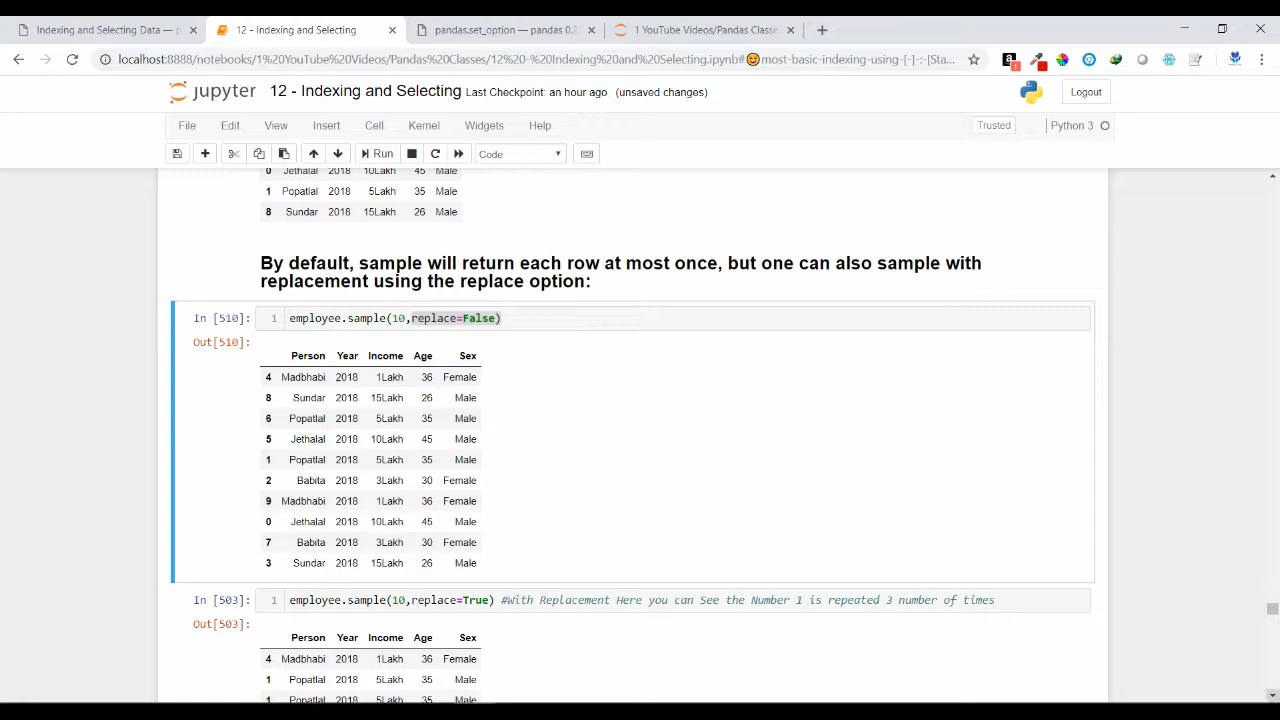 Indexing and Selecting Data — p
12 - Indexing and Selecting
pandas.set_option — pandas 0.2
1 YouTube Videos/Pandas Classe
localhost:8888/notebooks/1%20YouTube%20Videos/Pandas%20Classes/12%20-%20Indexing%20and%20Selecting.ipynb#😊most-basic-indexing-using-[-]-:-[Sta...
jupyter 12 - Indexing and Selecting Last Checkpoint: an hour ago (unsaved changes)
Logout
File Edit View Insert Cell Kernel Widgets Help
Trusted Python 3
Run Code
0 Jethalal 2018 10Lakh 45 Male
1 Popatlal 2018 5Lakh 35 Male
8 Sundar 2018 15Lakh 26 Male
By default, sample will return each row at most once, but one can also sample with
replacement using the replace option:
In [510]: 1 employee.sample(10,replace=False)
Out[510]:
Person Year Income Age Sex
4 Madbhabi 2018 1Lakh 36 Female
8 Sundar 2018 15Lakh 26 Male
6 Popatlal 2018 5Lakh 35 Male
5 Jethalal 2018 10Lakh 45 Male
1 Popatlal 2018 5Lakh 35 Male
2 Babita 2018 3Lakh 30 Female
9 Madbhabi 2018 1Lakh 36 Female
0 Jethalal 2018 10Lakh 45 Male
7 Babita 2018 3Lakh 30 Female
3 Sundar 2018 15Lakh 26 Male
In [503]: 1 employee.sample(10,replace=True) #With Replacement Here you can See the Number 1 is repeated 3 number of times
Out[503]:
Person Year Income Age Sex
4 Madbhabi 2018 1Lakh 36 Female
1 Popatlal 2018 5Lakh 35 Male
1 Popatlal 2018 5Lakh 35 Male